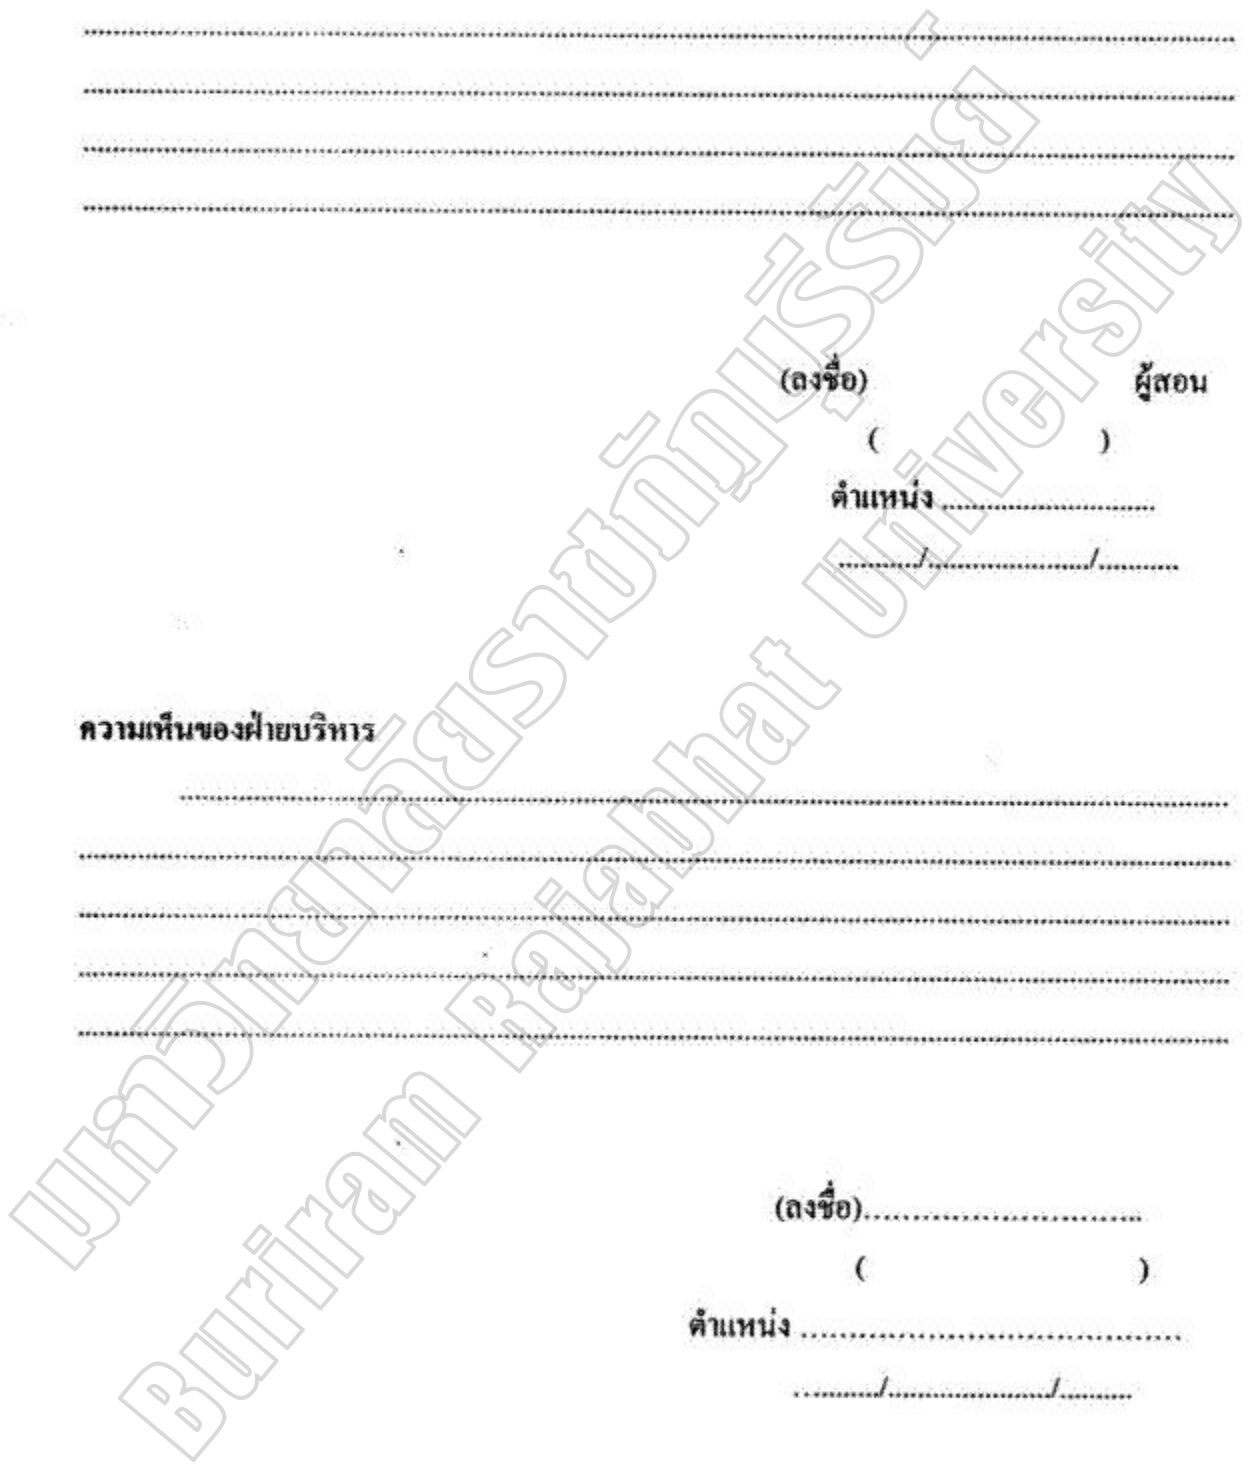 ................................................................................
................................................................................
................................................................................
................................................................................
(ลงชื่อ) ผู้สอน
( )
ตำแหน่ง ..............................
.........../......................./...........
ความเห็นของฝ่ายบริหาร
................................................................................
................................................................................
................................................................................
................................................................................
................................................................................
(ลงชื่อ)..............................
( )
ตำแหน่ง ........................................
.........../......................./...........
มหาวิทยาลัยราชภัฏบุรีรัมย์
Buriram Rajabhat University